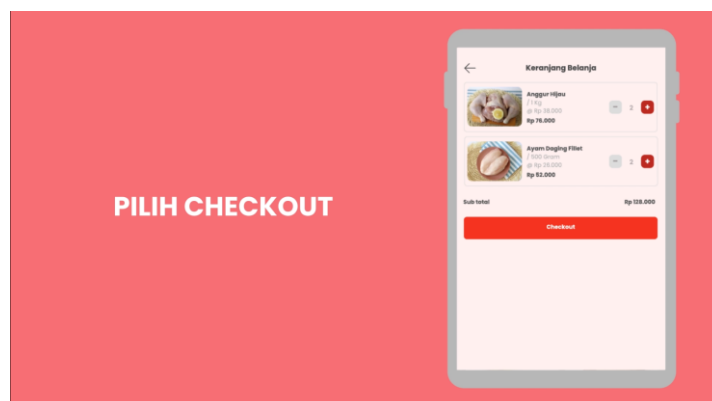 PILIH CHECKOUT
Keranjang Belanja
Anggur Hijau
/ 1 Kg
@ Rp 38.000
Rp 76.000
- 2 +
Ayam Daging Fillet
/ 500 Gram
@ Rp 26.000
Rp 52.000
- 2 +
Sub total Rp 128.000
Checkout